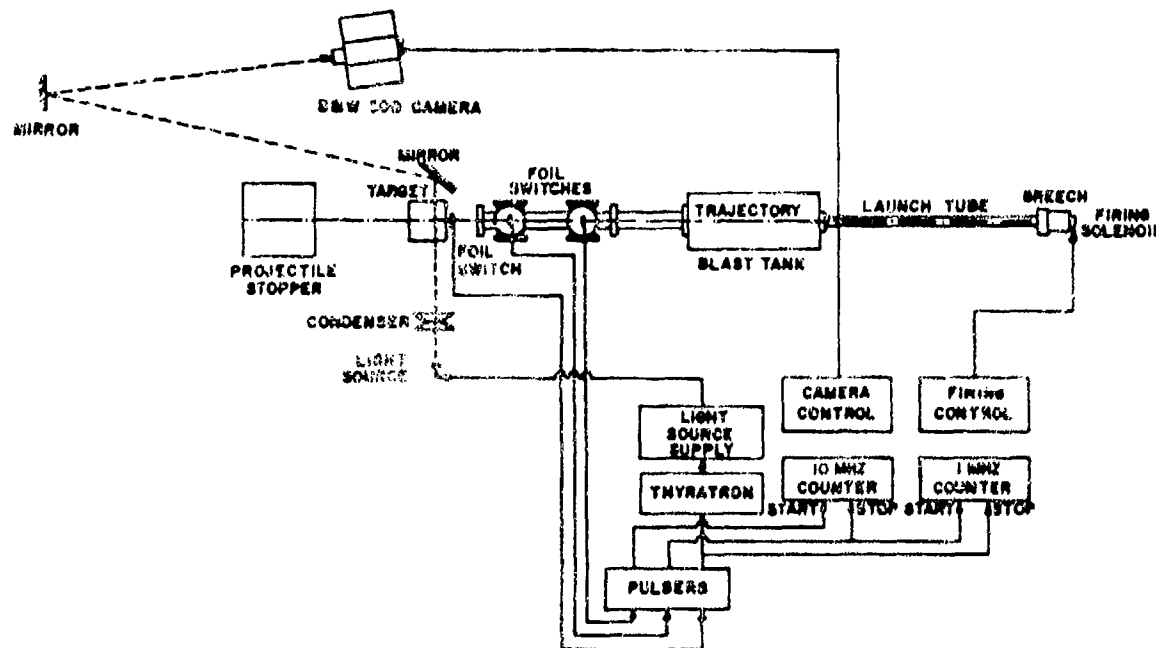 B&W 300 CAMERA
MIRROR
MIRROR
TARGET
FOIL
SWITCHES
TRAJECTORY
LAUNCH TUBE
BREECH
FIRING
SOLENOID
FOIL
SWITCH
BLAST TANK
PROJECTILE
STOPPER
CONDENSER
LIGHT
SOURCE
CAMERA
CONTROL
FIRING
CONTROL
LIGHT
SOURCE
SUPPLY
10 MHZ
COUNTER
1 MHZ
COUNTER
THYRATRON
START
STOP
START
STOP
PULSERS